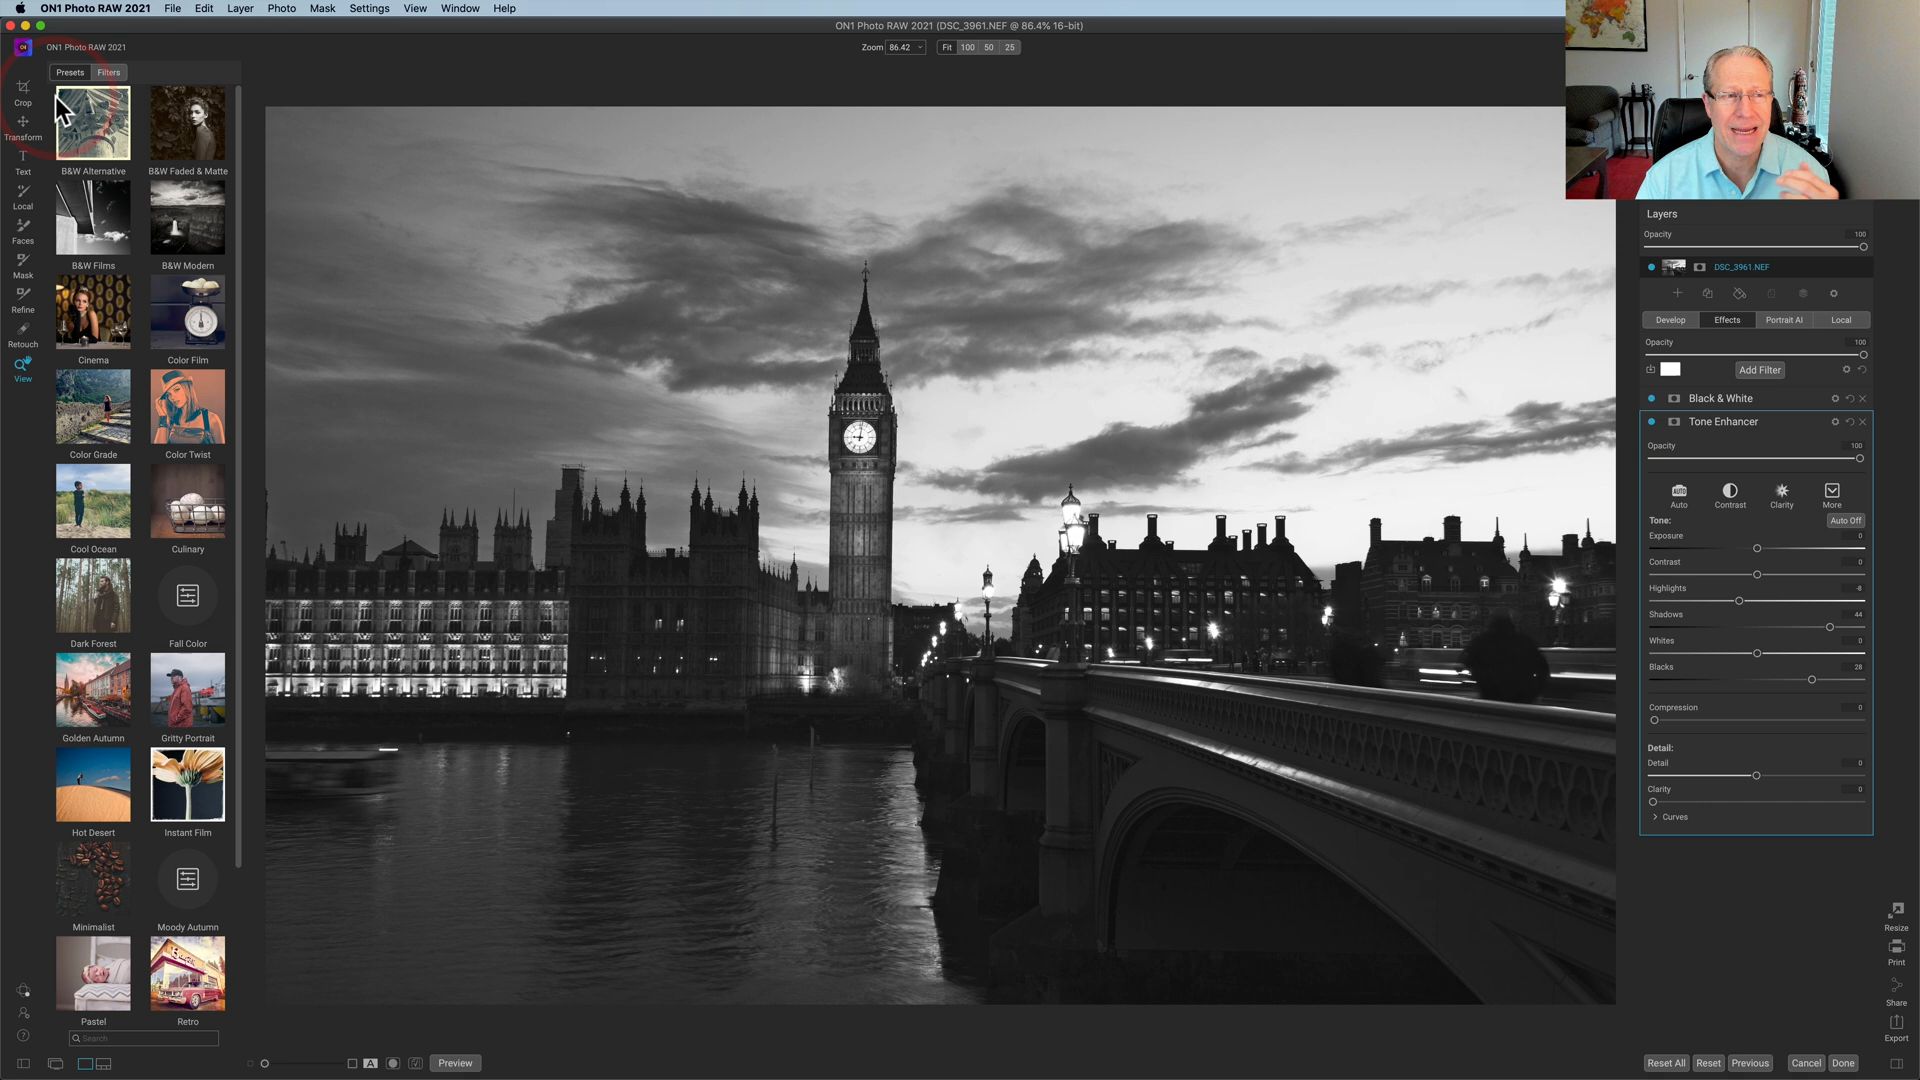 ON1 Photo RAW 2021 File Edit Layer Photo Mask Settings View Window Help
ON1 Photo RAW 2021 (DSC_3961.NEF @ 86.4% 16-bit)
ON1 Photo RAW 2021
Zoom 86.42 Fit 100 50 25
Presets Filters
Crop
Transform
Text
Local
Faces
Mask
Refine
Retouch
View
B&W Alternative B&W Faded & Matte
B&W Films B&W Modern
Cinema Color Film
Color Grade Color Twist
Cool Ocean Culinary
Dark Forest Fall Color
Golden Autumn Gritty Portrait
Hot Desert Instant Film
Minimalist Moody Autumn
Pastel Retro
Search
Preview
Layers
Opacity 100
DSC_3961.NEF
Develop Effects Portrait AI Local
Opacity 100
Add Filter
Black & White
Tone Enhancer
Opacity 100
AUTO
Auto Contrast Clarity More
Tone: Auto Off
Exposure 0
Contrast 0
Highlights -8
Shadows 44
Whites 0
Blacks 28
Compression 0
Detail:
Detail 0
Clarity 0
Curves
Resize
Print
Share
Export
Reset All Reset Previous Cancel Done